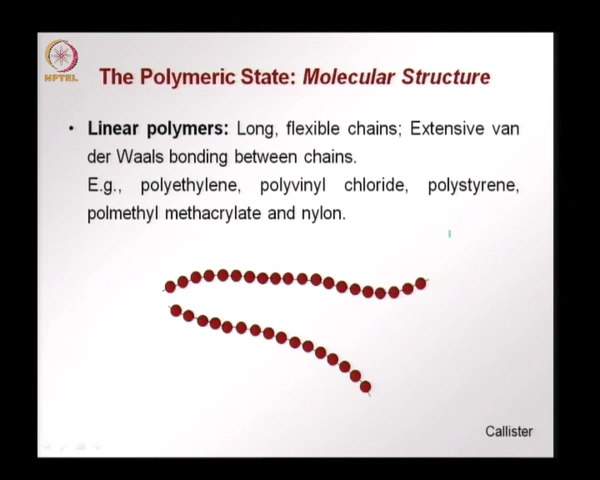 NPTEL
The Polymeric State: Molecular Structure
• Linear polymers: Long, flexible chains; Extensive van
der Waals bonding between chains.
E.g., polyethylene, polyvinyl chloride, polystyrene,
polmethyl methacrylate and nylon.
Callister